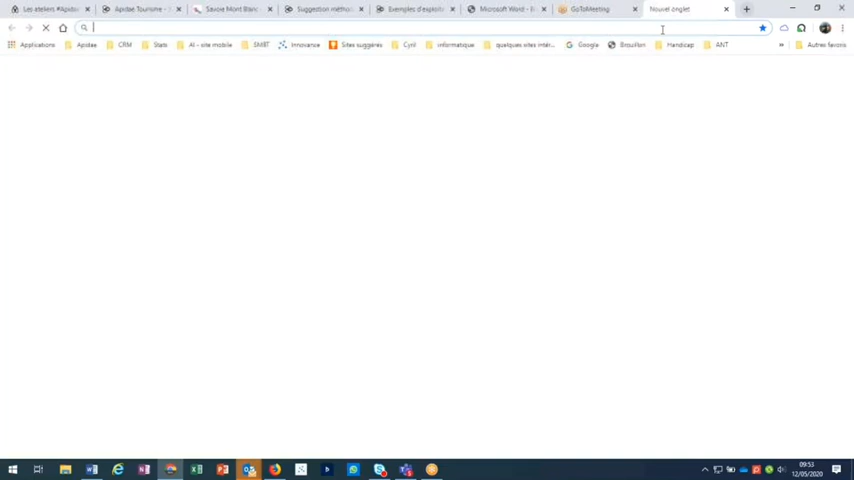 Les ateliers #Apidae Apidae Tourisme - Savoie Mont Blanc Suggestion méthod Exemples d'exploita Microsoft Word - GoToMeeting Nouvel onglet
Applications Apidae CRM Stats AI - site mobile SMBT Innovance Sites suggérés Cyril informatique quelques sites intér... Google Brouillon Handicap ANT » Autres favoris
09:53
12/05/2020